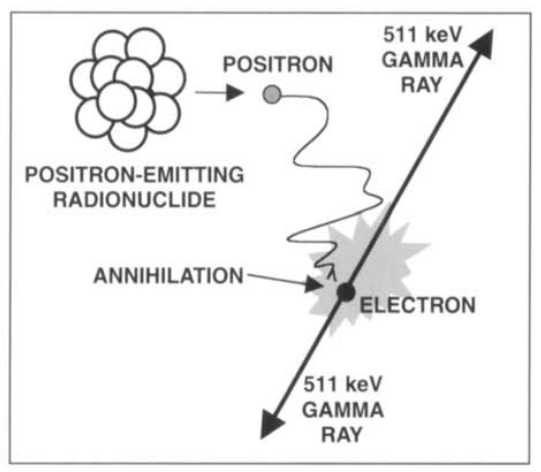 511 keV
GAMMA
RAY
POSITRON
POSITRON-EMITTING
RADIONUCLIDE
ANNIHILATION
ELECTRON
511 keV
GAMMA
RAY